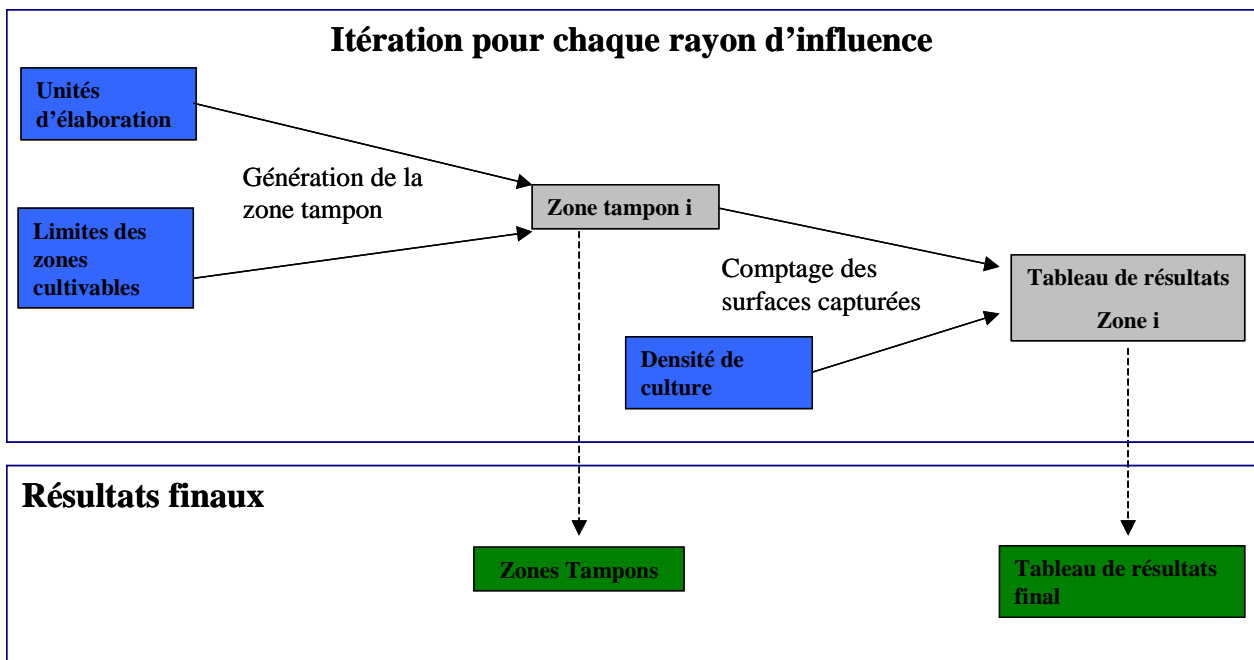 Itération pour chaque rayon d’influence
Unités
d’élaboration
Génération de la
zone tampon
Limites des
zones
cultivables
Zone tampon i
Comptage des
surfaces capturées
Densité de
culture
Tableau de résultats
Zone i
Résultats finaux
Zones Tampons
Tableau de résultats
final